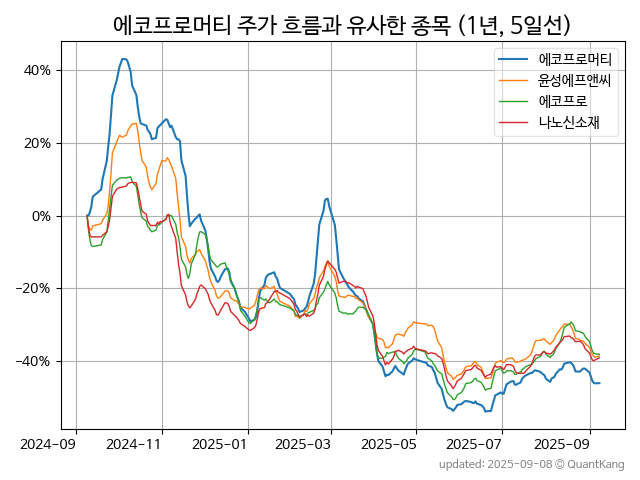 에코프로머티 주가 흐름과 유사한 종목 (1년, 5일선)
에코프로머티
윤성에프앤씨
에코프로
나노신소재
40%
20%
0%
−20%
−40%
2024-09 2024-11 2025-01 2025-03 2025-05 2025-07 2025-09
updated: 2025-09-08 © QuantKang